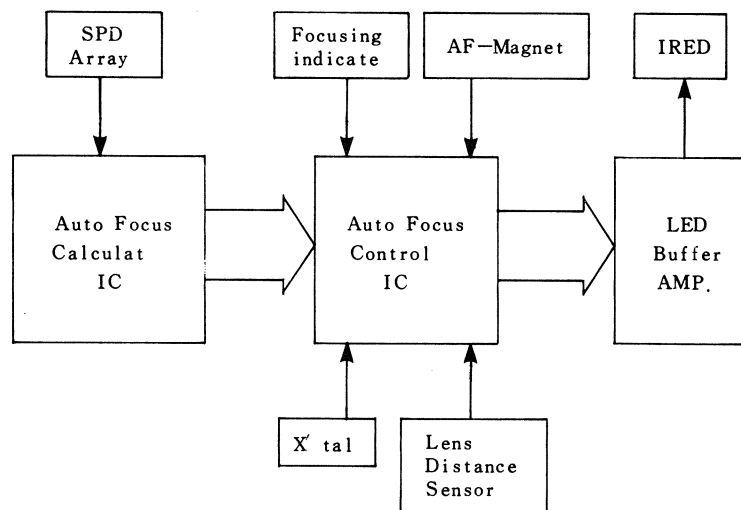 SPD
Array
Focusing
indicate
AF-Magnet
IRED
Auto Focus
Calculat
IC
Auto Focus
Control
IC
LED
Buffer
AMP.
X' tal
Lens
Distance
Sensor